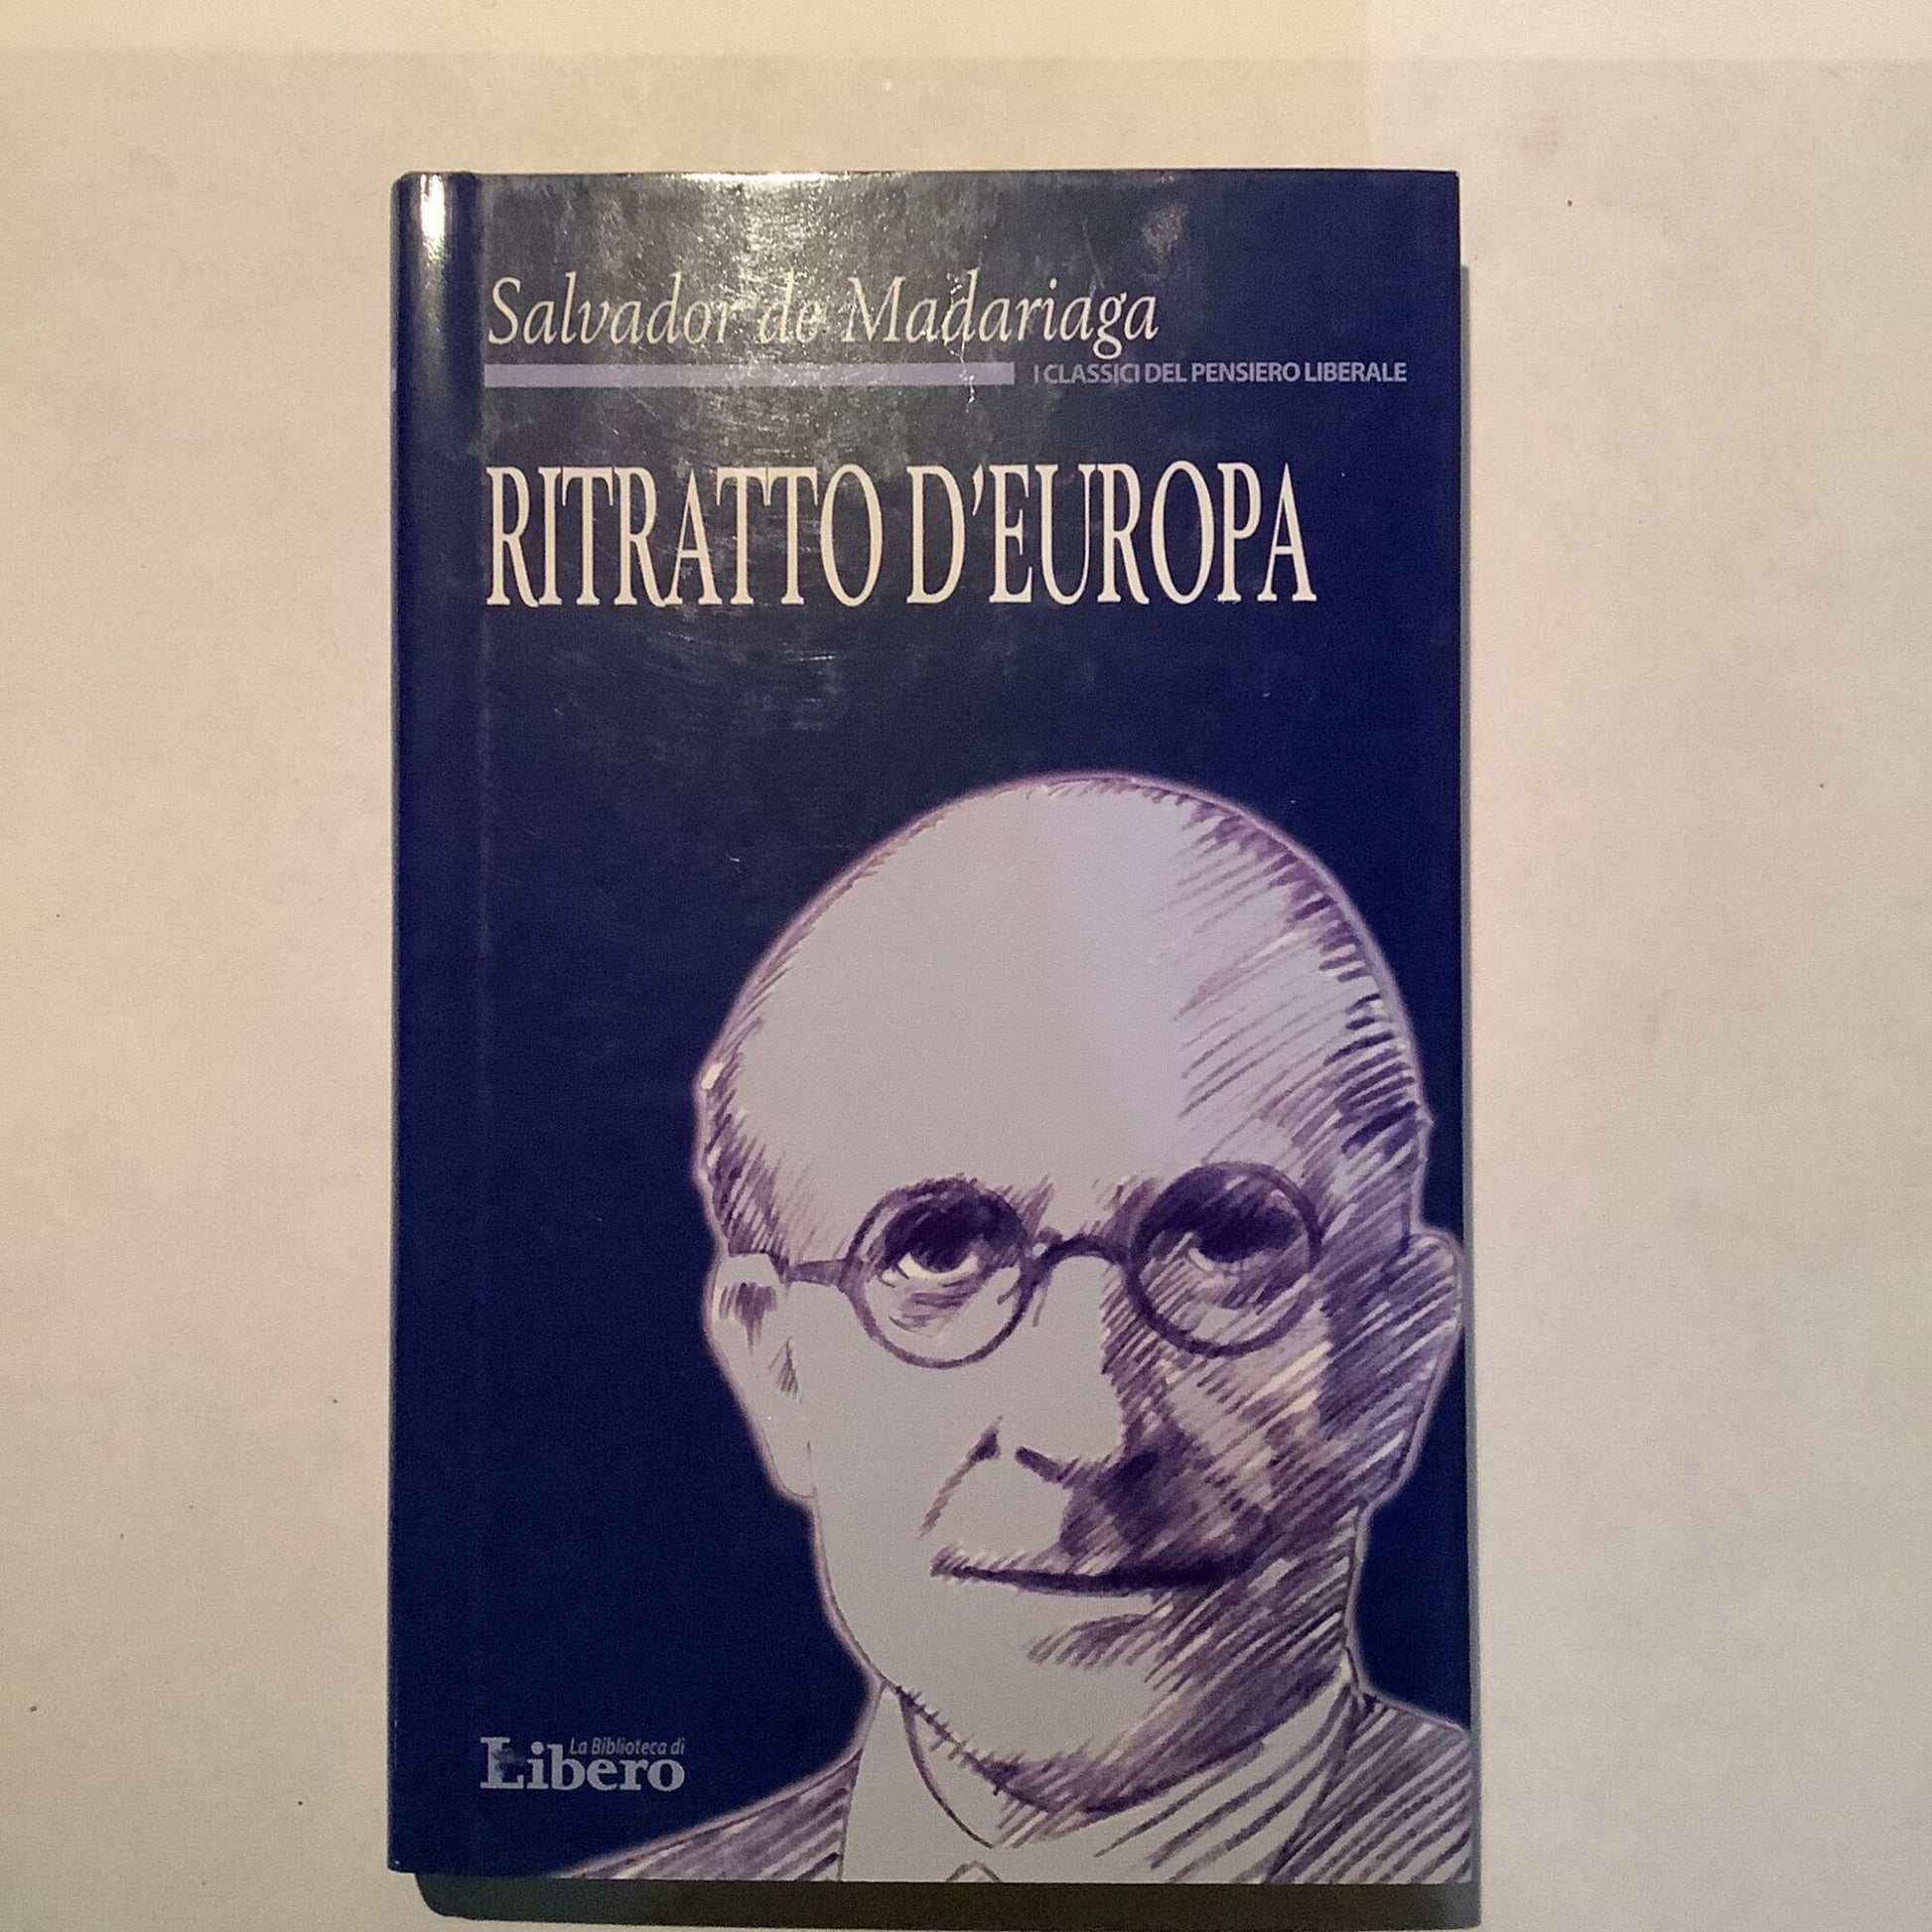 Salvador de Madariaga
I CLASSICI DEL PENSIERO LIBERALE
RITRATTO D'EUROPA
La Biblioteca di
Libero